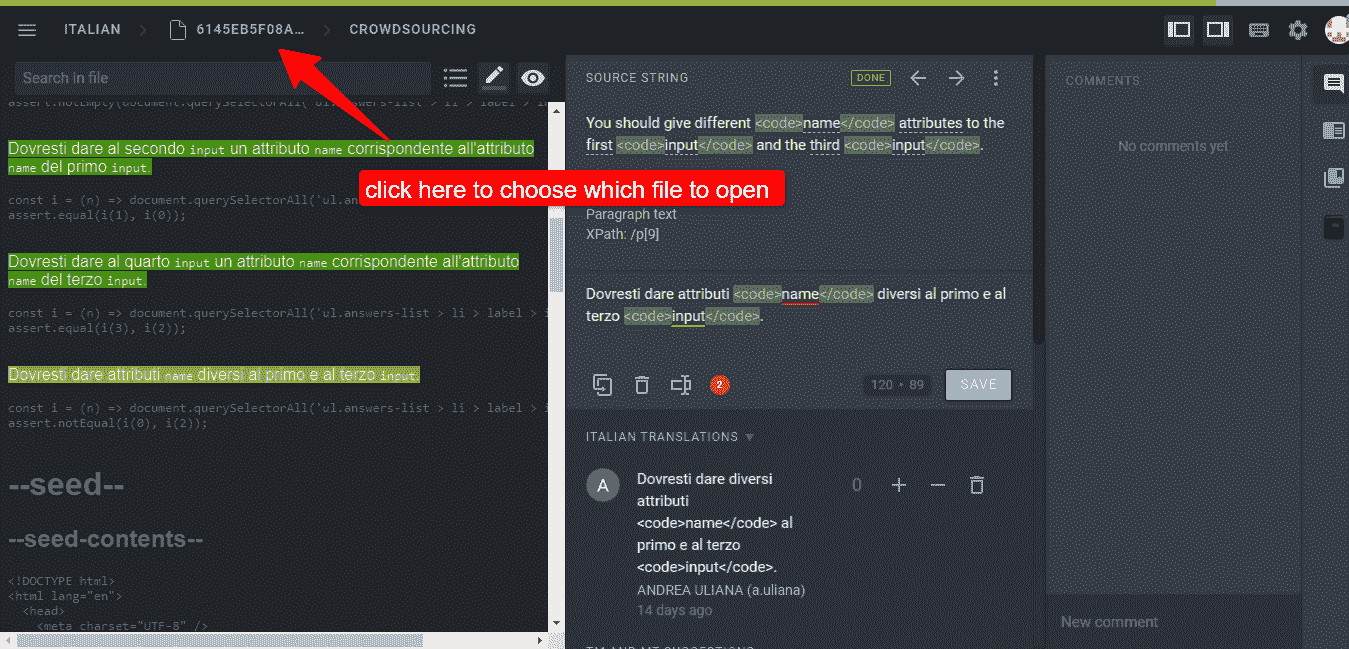 ITALIAN
6145EB5F08A...
CROWDSOURCING
Search in file
assert.notEmpty(document.querySelectorAll('ul.answers-list > li > label > i
Dovresti dare al secondo input un attributo name corrispondente all'attributo
name del primo input.
const i = (n) => document.querySelectorAll('ul.
assert.equal(i(1), i(0));
Dovresti dare al quarto input un attributo name corrispondente all'attributo
name del terzo input.
const i = (n) => document.querySelectorAll('ul.answers-list > li > label > i
assert.equal(i(3), i(2));
Dovresti dare attributi name diversi al primo e al terzo input.
const i = (n) => document.querySelectorAll('ul.answers-list > li > label > i
assert.notEqual(i(0), i(2));
--seed--
--seed-contents--
<!DOCTYPE html>
<html lang="en">
<head>
<meta charset="UTF-8" />
click here to choose which file to open
SOURCE STRING
DONE
You should give different <code>name</code> attributes to the
first <code>input</code> and the third <code>input</code>.
Paragraph text
XPath: /p[9]
Dovresti dare attributi <code>name</code> diversi al primo e al
terzo <code>input</code>.
2
120 • 89
SAVE
ITALIAN TRANSLATIONS
A
Dovresti dare diversi
attributi
<code>name</code> al
primo e al terzo
<code>input</code>.
0
ANDREA ULIANA (a.uliana)
14 days ago
TM AND MT SUGGESTIONS
COMMENTS
No comments yet
New comment